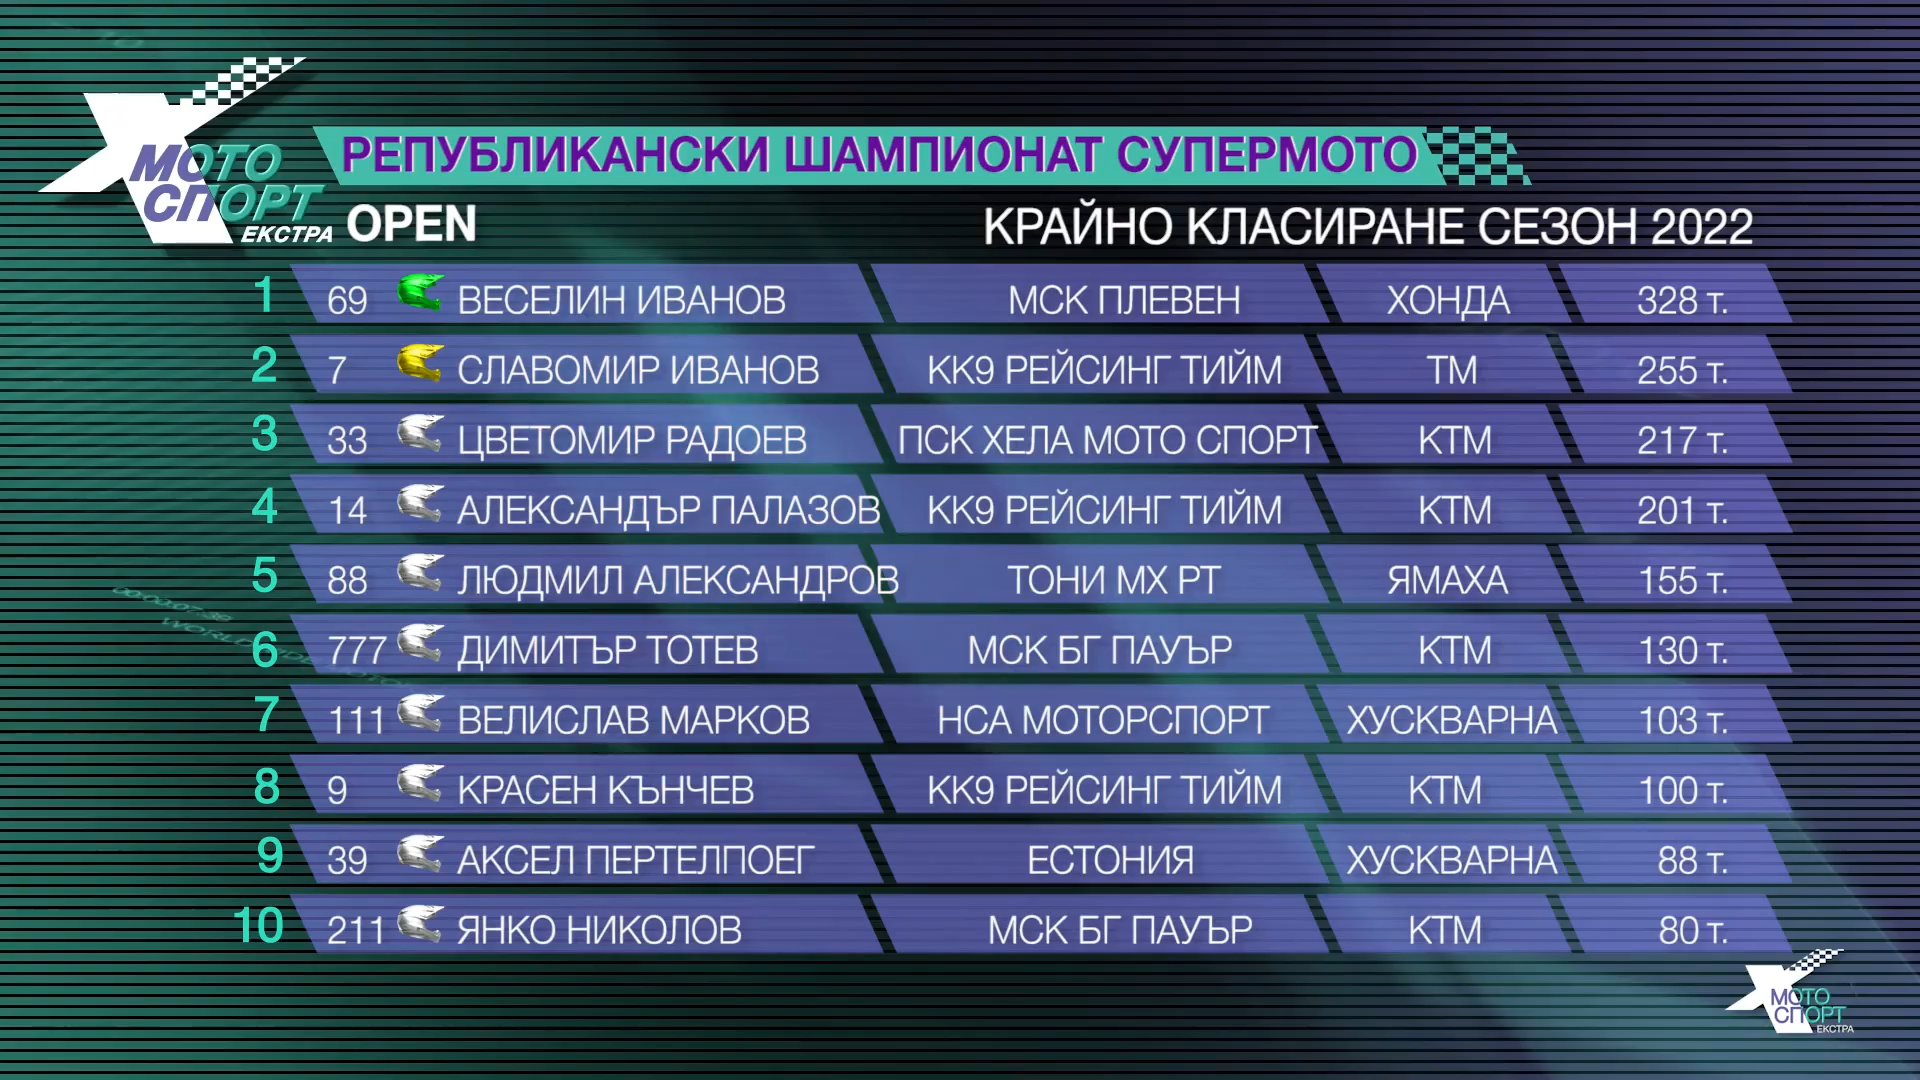 МОТО
СПОРТ
ЕКСТРА
РЕПУБЛИКАНСКИ ШАМПИОНАТ СУПЕРМОТО
OPEN КРАЙНО КЛАСИРАНЕ СЕЗОН 2022
1 69 ВЕСЕЛИН ИВАНОВ МСК ПЛЕВЕН ХОНДА 328 т.
2 7 СЛАВОМИР ИВАНОВ КК9 РЕЙСИНГ ТИЙМ ТМ 255 т.
3 33 ЦВЕТОМИР РАДОЕВ ПСК ХЕЛА МОТО СПОРТ КТМ 217 т.
4 14 АЛЕКСАНДЪР ПАЛАЗОВ КК9 РЕЙСИНГ ТИЙМ КТМ 201 т.
5 88 ЛЮДМИЛ АЛЕКСАНДРОВ ТОНИ МХ РТ ЯМАХА 155 т.
6 777 ДИМИТЪР ТОТЕВ МСК БГ ПАУЪР КТМ 130 т.
7 111 ВЕЛИСЛАВ МАРКОВ НСА МОТОРСПОРТ ХУСКВАРНА 103 т.
8 9 КРАСЕН КЪНЧЕВ КК9 РЕЙСИНГ ТИЙМ КТМ 100 т.
9 39 АКСЕЛ ПЕРТЕЛПОЕГ ЕСТОНИЯ ХУСКВАРНА 88 т.
10 211 ЯНКО НИКОЛОВ МСК БГ ПАУЪР КТМ 80 т.
МОТО
СПОРТ
ЕКСТРА